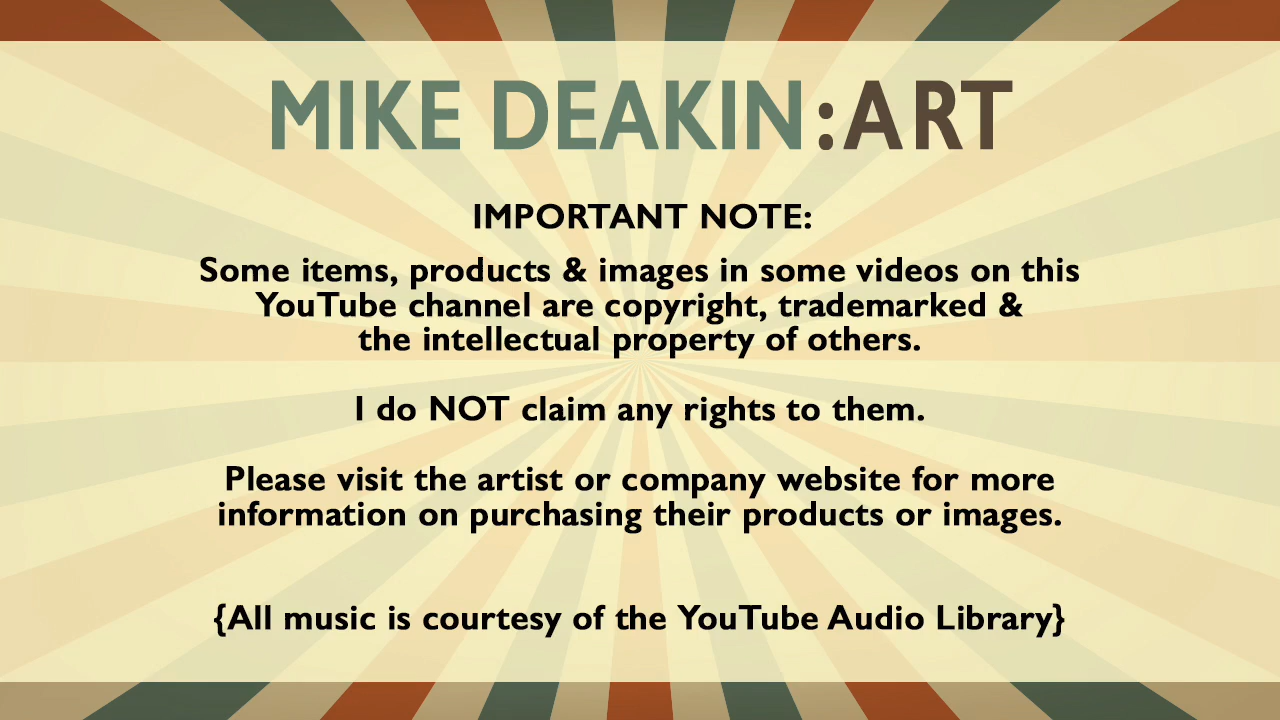 MIKE DEAKIN:ART
IMPORTANT NOTE:
Some items, products & images in some videos on this
YouTube channel are copyright, trademarked &
the intellectual property of others.
I do NOT claim any rights to them.
Please visit the artist or company website for more
information on purchasing their products or images.
{All music is courtesy of the YouTube Audio Library}